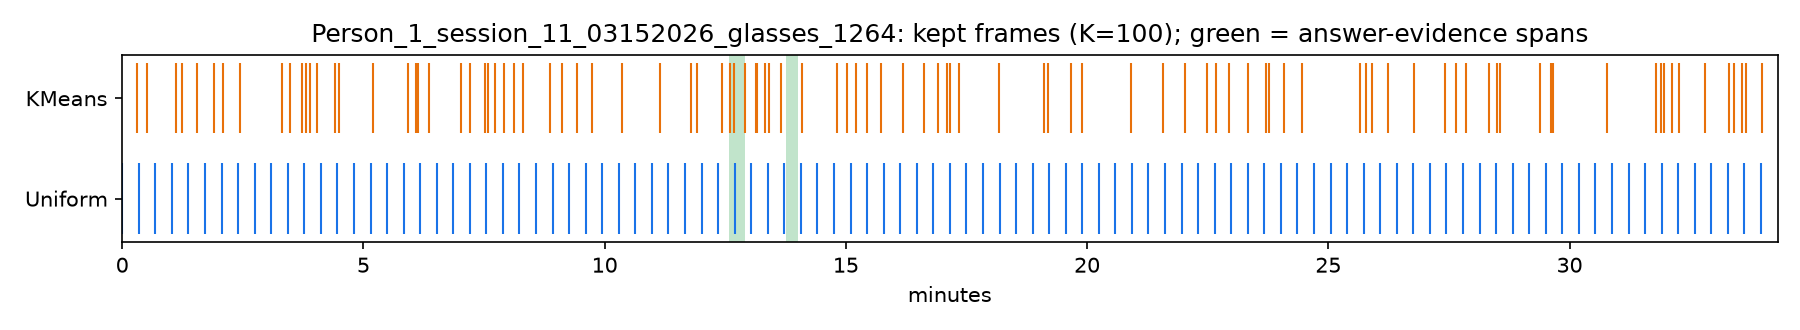 Person_1_session_11_03152026_glasses_1264: kept frames (K=100); green = answer-evidence spans
KMeans
Uniform
0 5 10 15 20 25 30
minutes